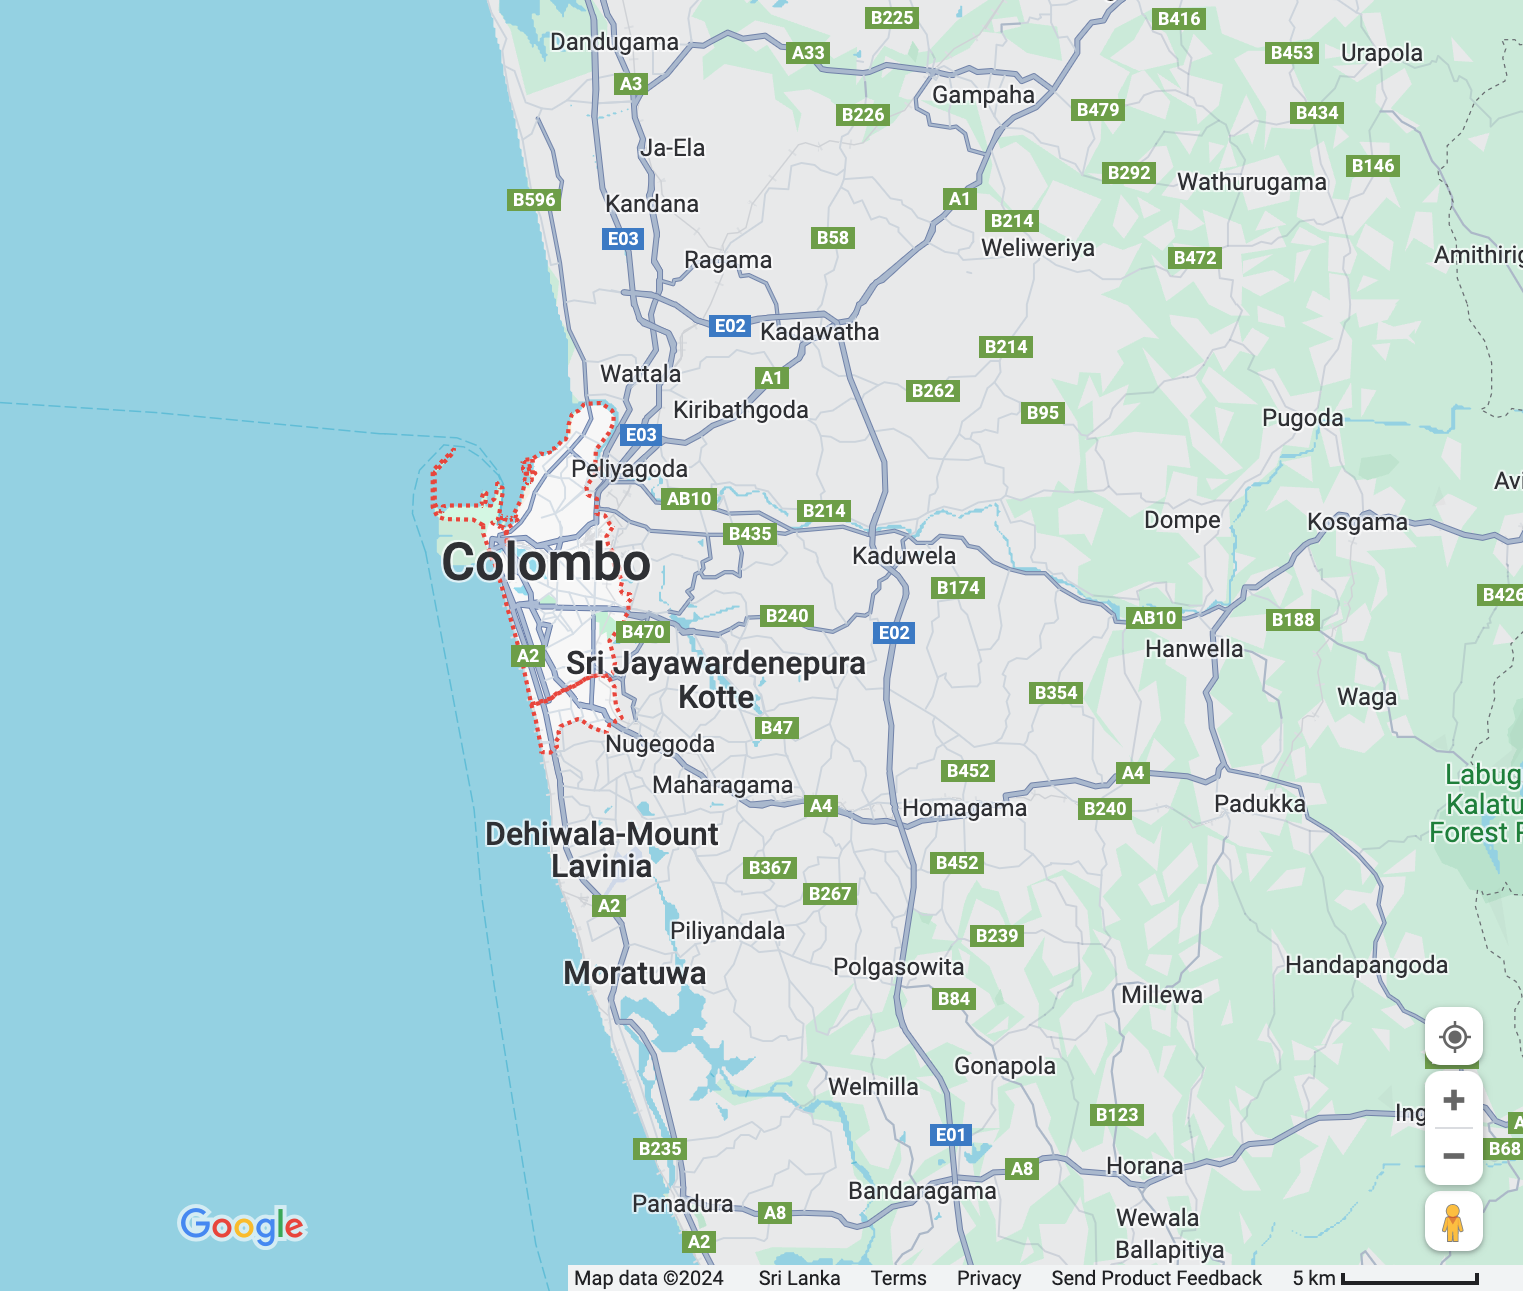 B225
B416
Dandugama
A33
B453
Urapola
A3
Gampaha
B479
B434
B226
Ja-Ela
B292
B146
Wathurugama
B596
Kandana
A1
B214
E03
B58
Weliweriya
Amithirig
Ragama
B472
E02
Kadawatha
B214
Wattala
A1
B262
Kiribathgoda
B95
Pugoda
E03
Peliyagoda
Avi
AB10
B214
Dompe
Kosgama
B435
Colombo
Kaduwela
B174
B426
B240
AB10
B188
B470
E02
A2
Hanwella
Sri Jayawardenepura
Kotte
B354
Waga
B47
Nugegoda
B452
A4
Labug
Maharagama
A4
Homagama
B240
Padukka
Kalatu
Forest F
Dehiwala-Mount
Lavinia
B367
B452
B267
A2
Piliyandala
B239
Moratuwa
Polgasowita
Handapangoda
B84
Millewa
Gonapola
Welmilla
B123
Ing
A
E01
B235
B68
A8
Horana
Bandaragama
Panadura
A8
Wewala
Google
A2
Ballapitiya
Map data ©2024 Sri Lanka Terms Privacy Send Product Feedback 5 km